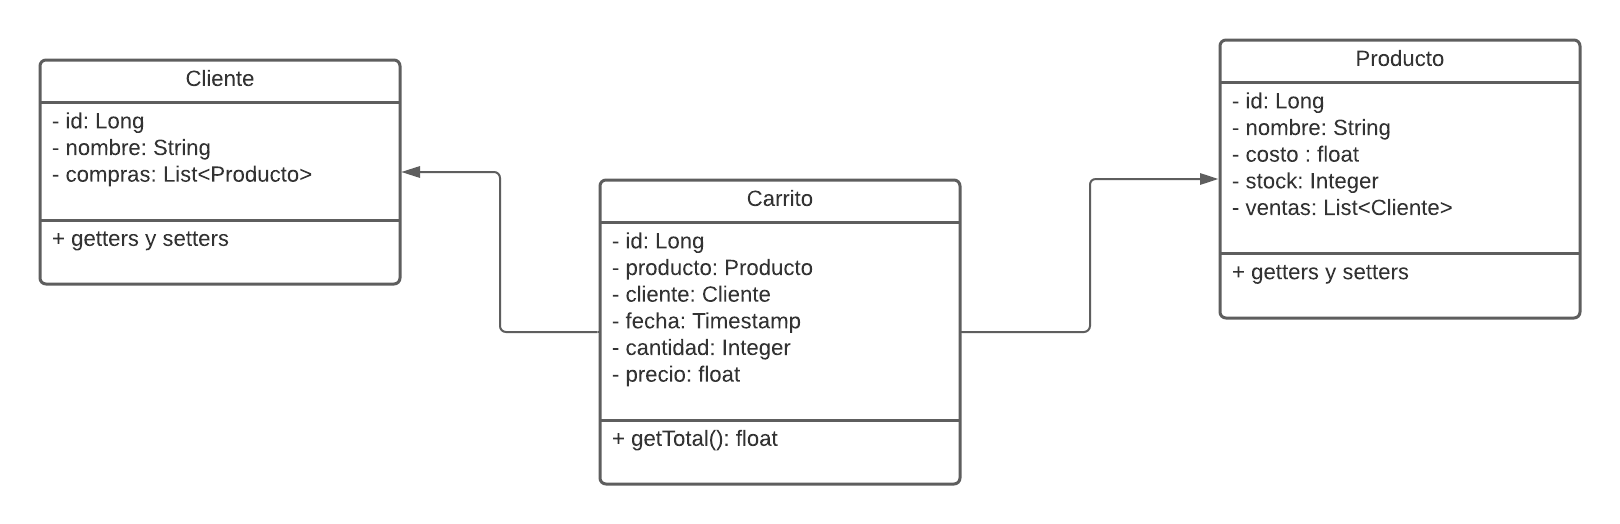 Cliente
- id: Long
- nombre: String
- compras: List<Producto>
+ getters y setters
Carrito
- id: Long
- producto: Producto
- cliente: Cliente
- fecha: Timestamp
- cantidad: Integer
- precio: float
+ getTotal(): float
Producto
- id: Long
- nombre: String
- costo : float
- stock: Integer
- ventas: List<Cliente>
+ getters y setters